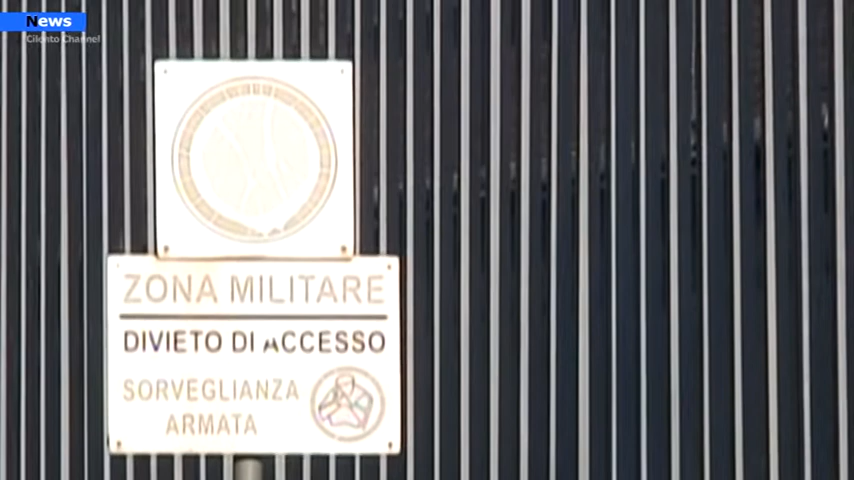 News
Cilento Channel
ZONA MILITARE
DIVIETO DI ACCESSO
SORVEGLIANZA
ARMATA